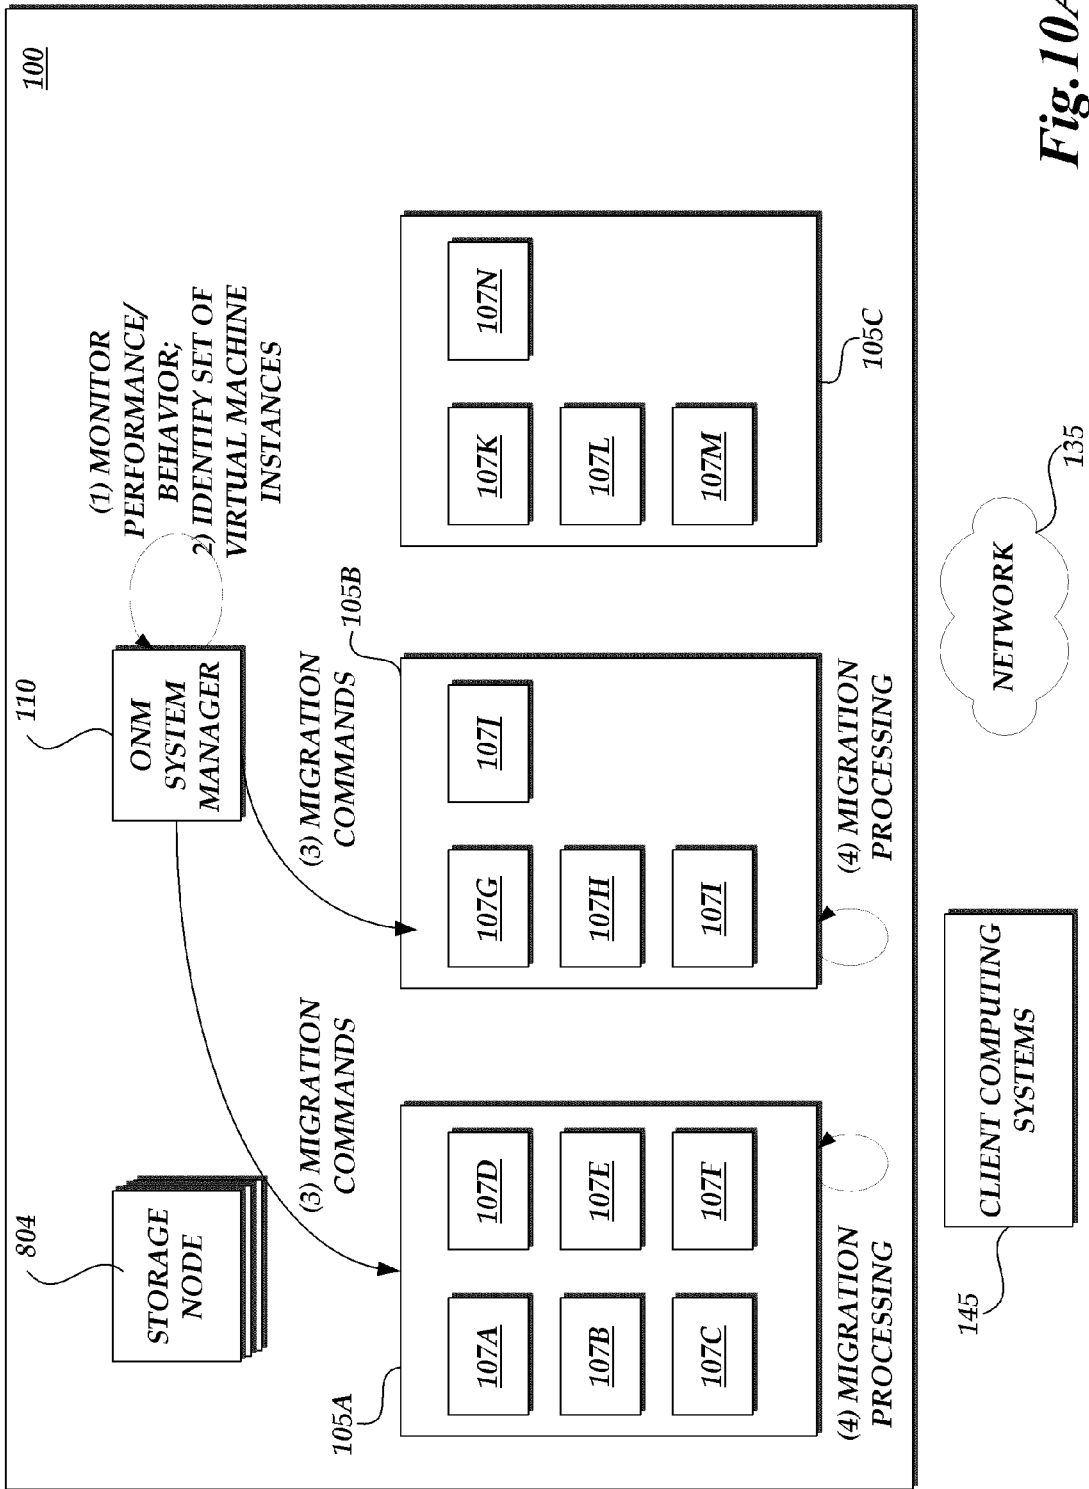 804
110
100
STORAGE
NODE
ONM
SYSTEM
MANAGER
(1) MONITOR
PERFORMANCE/
BEHAVIOR;
2) IDENTIFY SET OF
VIRTUAL MACHINE
INSTANCES
(3) MIGRATION
COMMANDS
(3) MIGRATION
COMMANDS
105A
105B
107A
107D
107B
107E
107C
107F
107G
107J
107H
107I
107K
107N
107L
107M
105C
(4) MIGRATION
PROCESSING
(4) MIGRATION
PROCESSING
145
CLIENT COMPUTING
SYSTEMS
NETWORK
135
Fig.10A